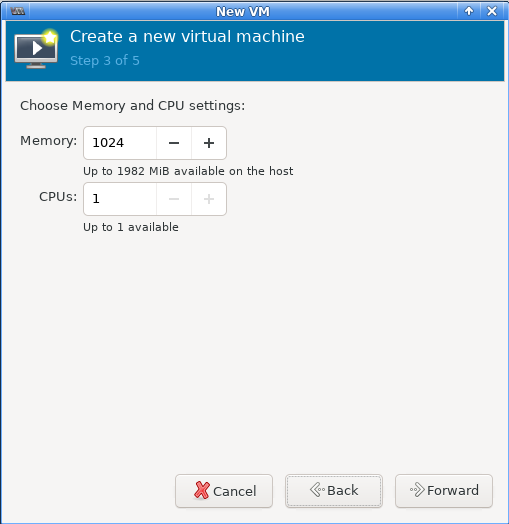 New VM
Create a new virtual machine
Step 3 of 5
Choose Memory and CPU settings:
Memory: 1024
Up to 1982 MiB available on the host
CPUs: 1
Up to 1 available
Cancel Back Forward